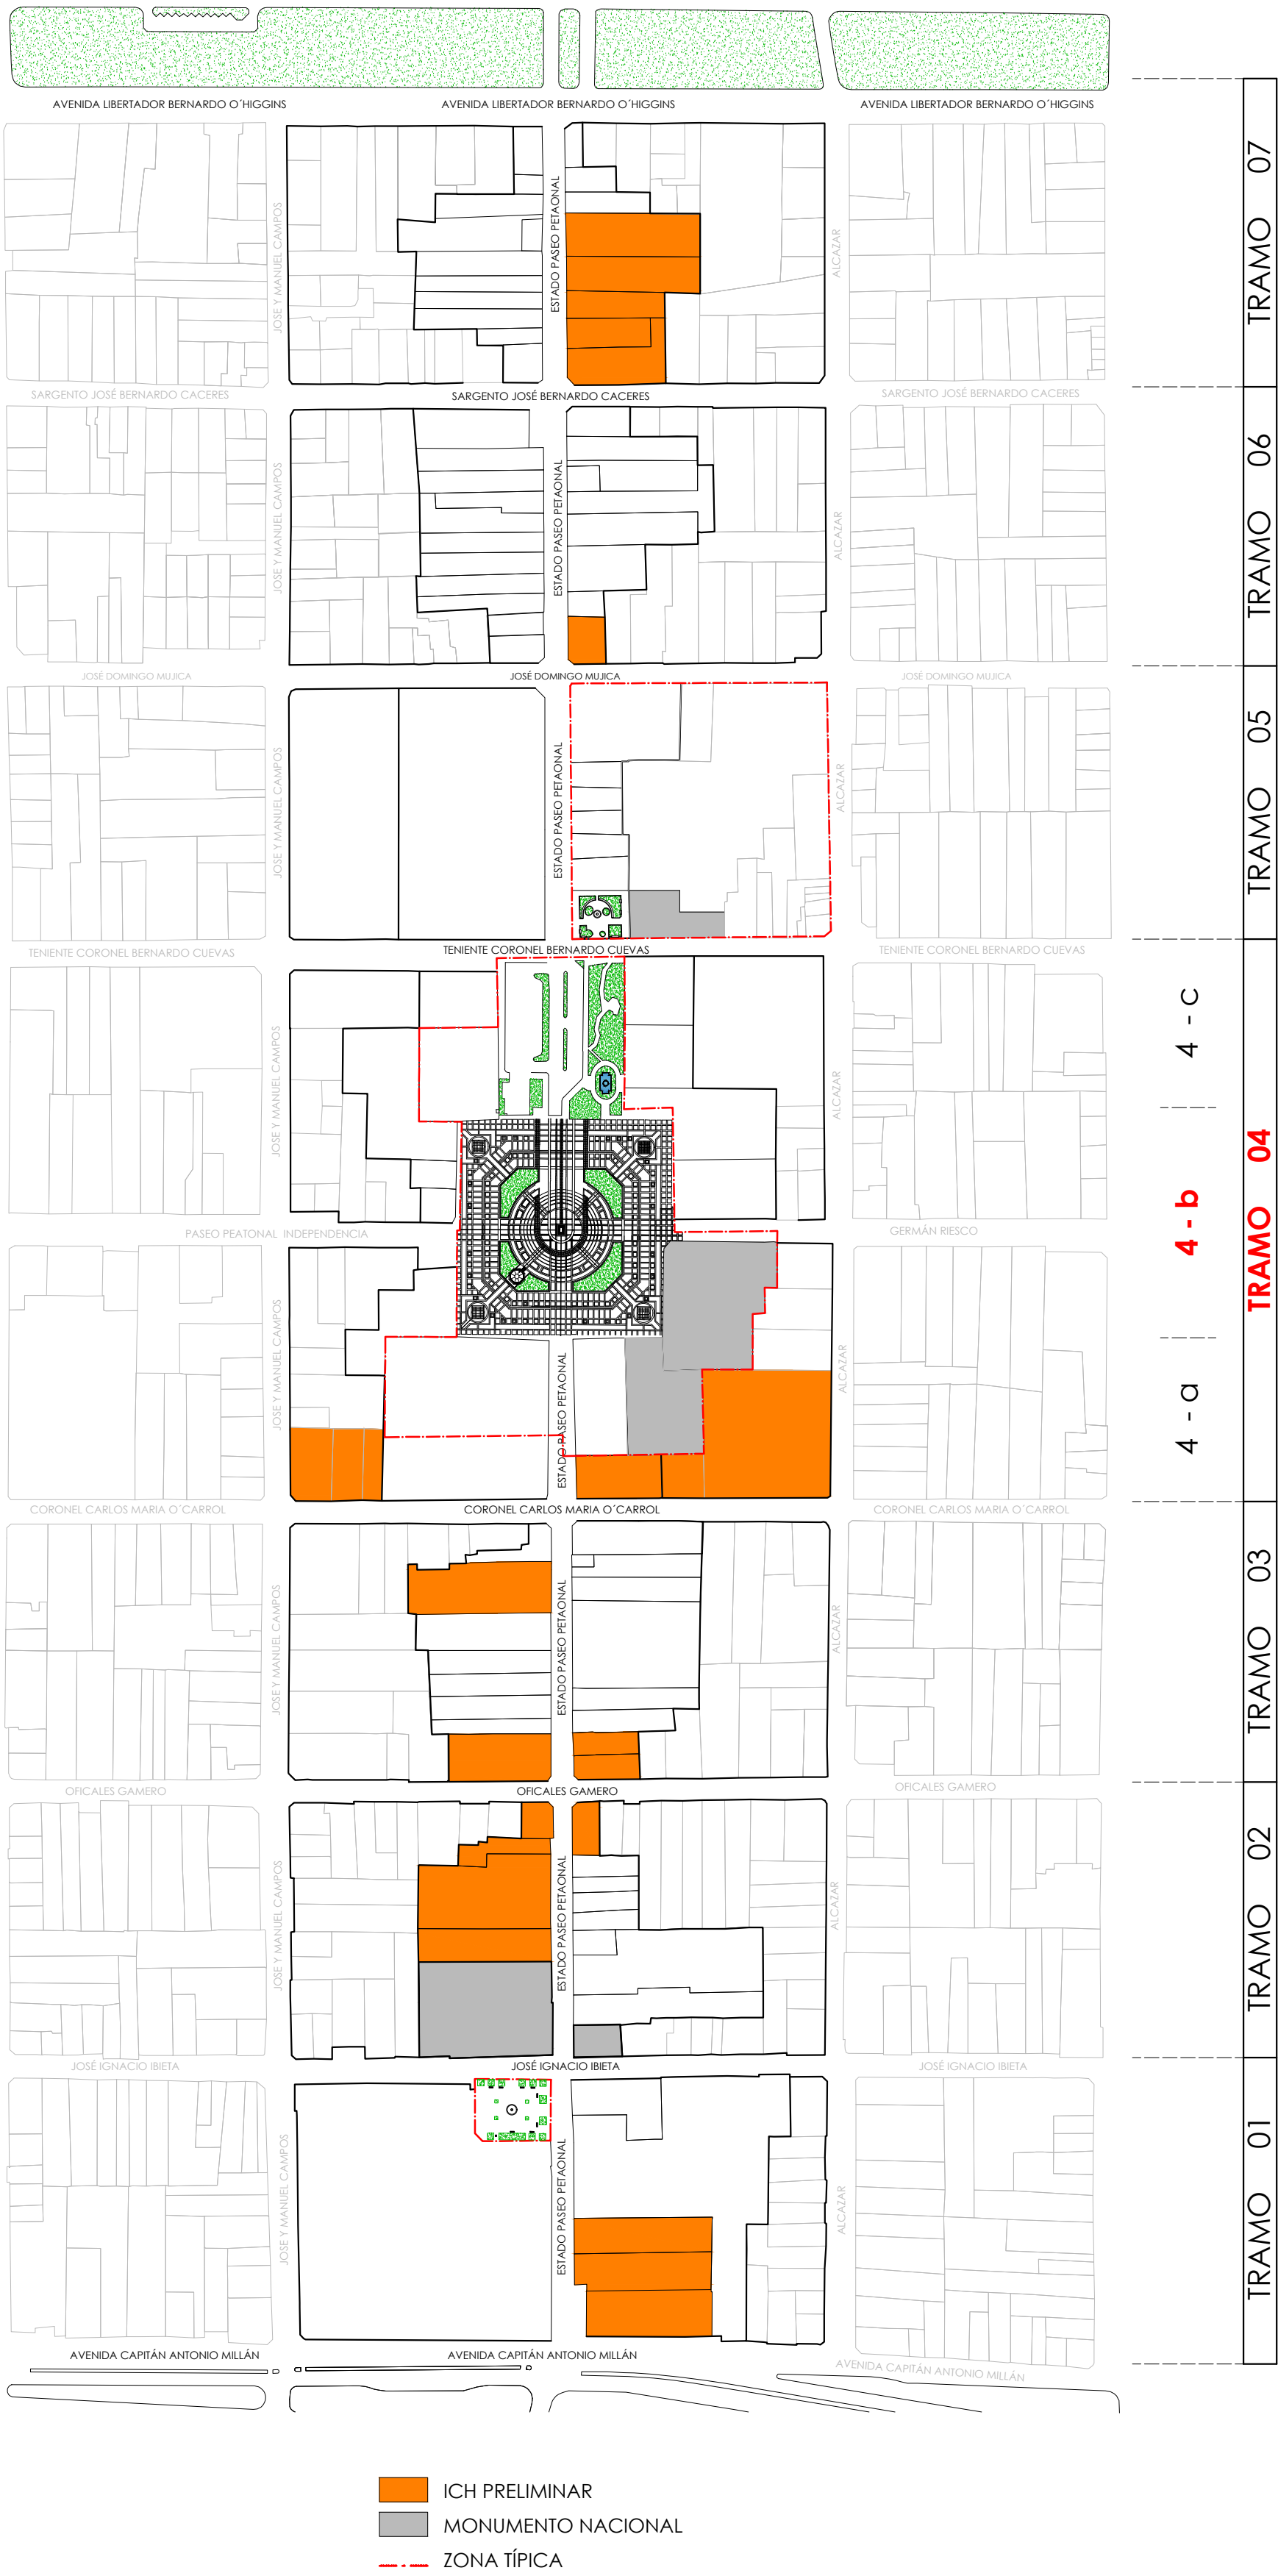 AVENIDA LIBERTADOR BERNARDO O´HIGGINS
AVENIDA LIBERTADOR BERNARDO O´HIGGINS
AVENIDA LIBERTADOR BERNARDO O´HIGGINS
JOSE Y MANUEL CAMPOS
ESTADO PASEO PETAONAL
ALCAZAR
TRAMO 07
SARGENTO JOSÉ BERNARDO CACERES
SARGENTO JOSÉ BERNARDO CACERES
SARGENTO JOSÉ BERNARDO CACERES
JOSE Y MANUEL CAMPOS
ESTADO PASEO PETAONAL
ALCAZAR
TRAMO 06
JOSÉ DOMINGO MUJICA
JOSÉ DOMINGO MUJICA
JOSÉ DOMINGO MUJICA
JOSE Y MANUEL CAMPOS
ESTADO PASEO PETAONAL
ALCAZAR
TRAMO 05
TENIENTE CORONEL BERNARDO CUEVAS
TENIENTE CORONEL BERNARDO CUEVAS
TENIENTE CORONEL BERNARDO CUEVAS
JOSE Y MANUEL CAMPOS
ALCAZAR
4 - c
4 - b
TRAMO 04
PASEO PEATONAL INDEPENDENCIA
GERMÁN RIESCO
JOSE Y MANUEL CAMPOS
ESTADO PASEO PETAONAL
ALCAZAR
4 - a
CORONEL CARLOS MARIA O´CARROL
CORONEL CARLOS MARIA O´CARROL
CORONEL CARLOS MARIA O´CARROL
JOSE Y MANUEL CAMPOS
ESTADO PASEO PETAONAL
ALCAZAR
TRAMO 03
OFICALES GAMERO
OFICALES GAMERO
OFICALES GAMERO
JOSE Y MANUEL CAMPOS
ESTADO PASEO PETAONAL
ALCAZAR
TRAMO 02
JOSÉ IGNACIO IBIETA
JOSÉ IGNACIO IBIETA
JOSÉ IGNACIO IBIETA
JOSE Y MANUEL CAMPOS
ESTADO PASEO PETAONAL
ALCAZAR
TRAMO 01
AVENIDA CAPITÁN ANTONIO MILLÁN
AVENIDA CAPITÁN ANTONIO MILLÁN
AVENIDA CAPITÁN ANTONIO MILLÁN
ICH PRELIMINAR
MONUMENTO NACIONAL
ZONA TÍPICA